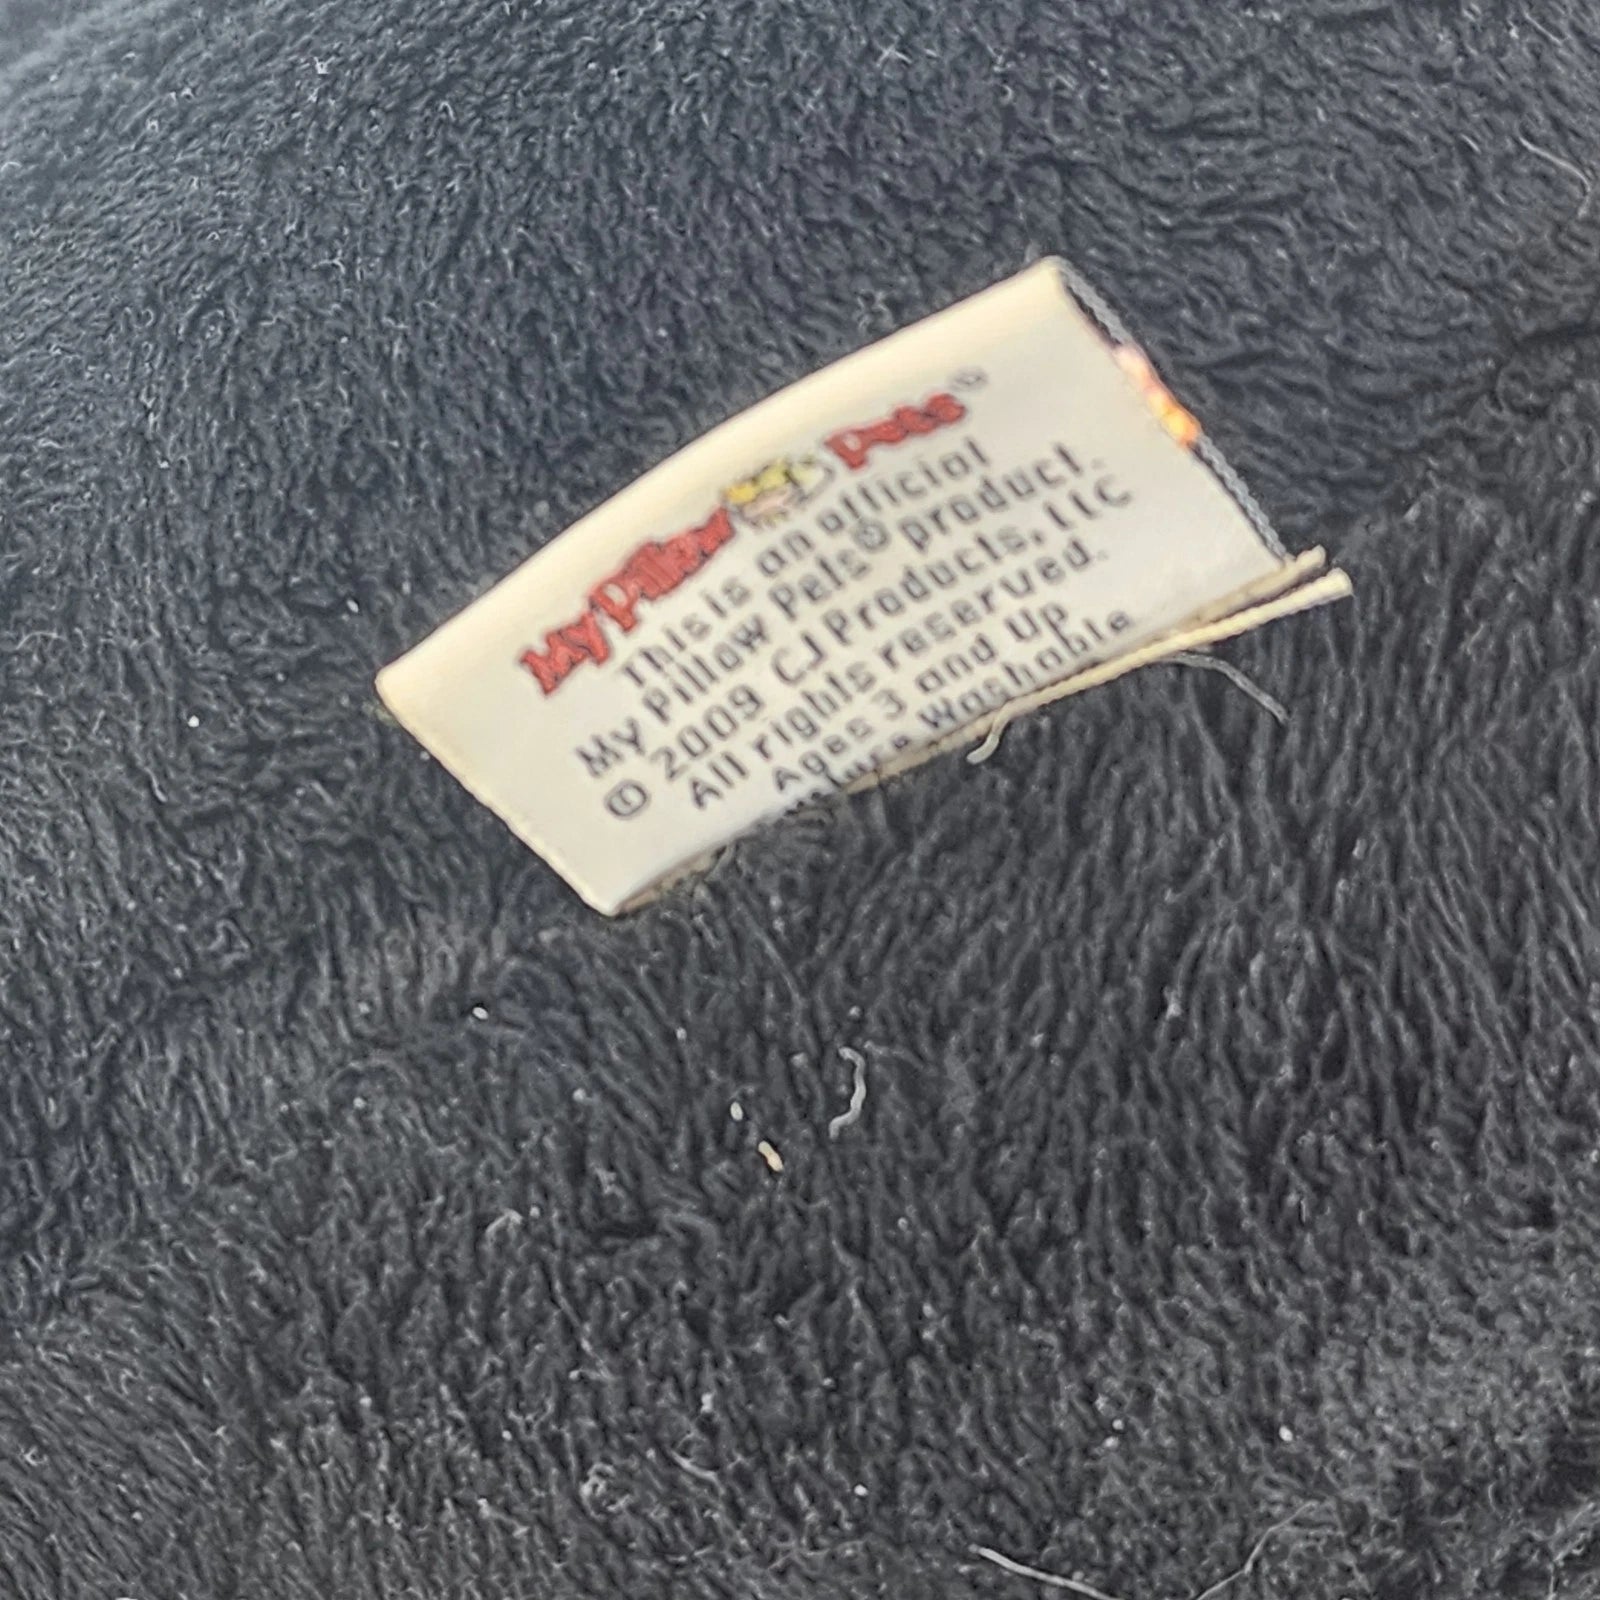 My Pillow Pets®
This is an official
My Pillow Pets® product.
© 2009 CJ Products, LLC
All rights reserved.
Ages 3 and Up
Washable